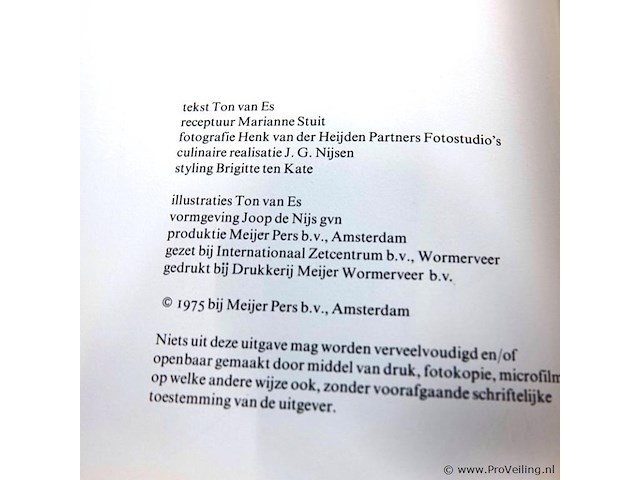 tekst Ton van Es
receptuur Marianne Stuit
fotografie Henk van der Heijden Partners Fotostudio's
culinaire realisatie J. G. Nijsen
styling Brigitte ten Kate
illustraties Ton van Es
vormgeving Joop de Nijs gvn
produktie Meijer Pers b.v., Amsterdam
gezet bij Internationaal Zetcentrum b.v., Wormerveer
gedrukt bij Drukkerij Meijer Wormerveer b.v.
© 1975 bij Meijer Pers b.v., Amsterdam
Niets uit deze uitgave mag worden verveelvoudigd en/of
openbaar gemaakt door middel van druk, fotokopie, microfilm
op welke andere wijze ook, zonder voorafgaande schriftelijke
toestemming van de uitgever.
© www.ProVeiling.nl